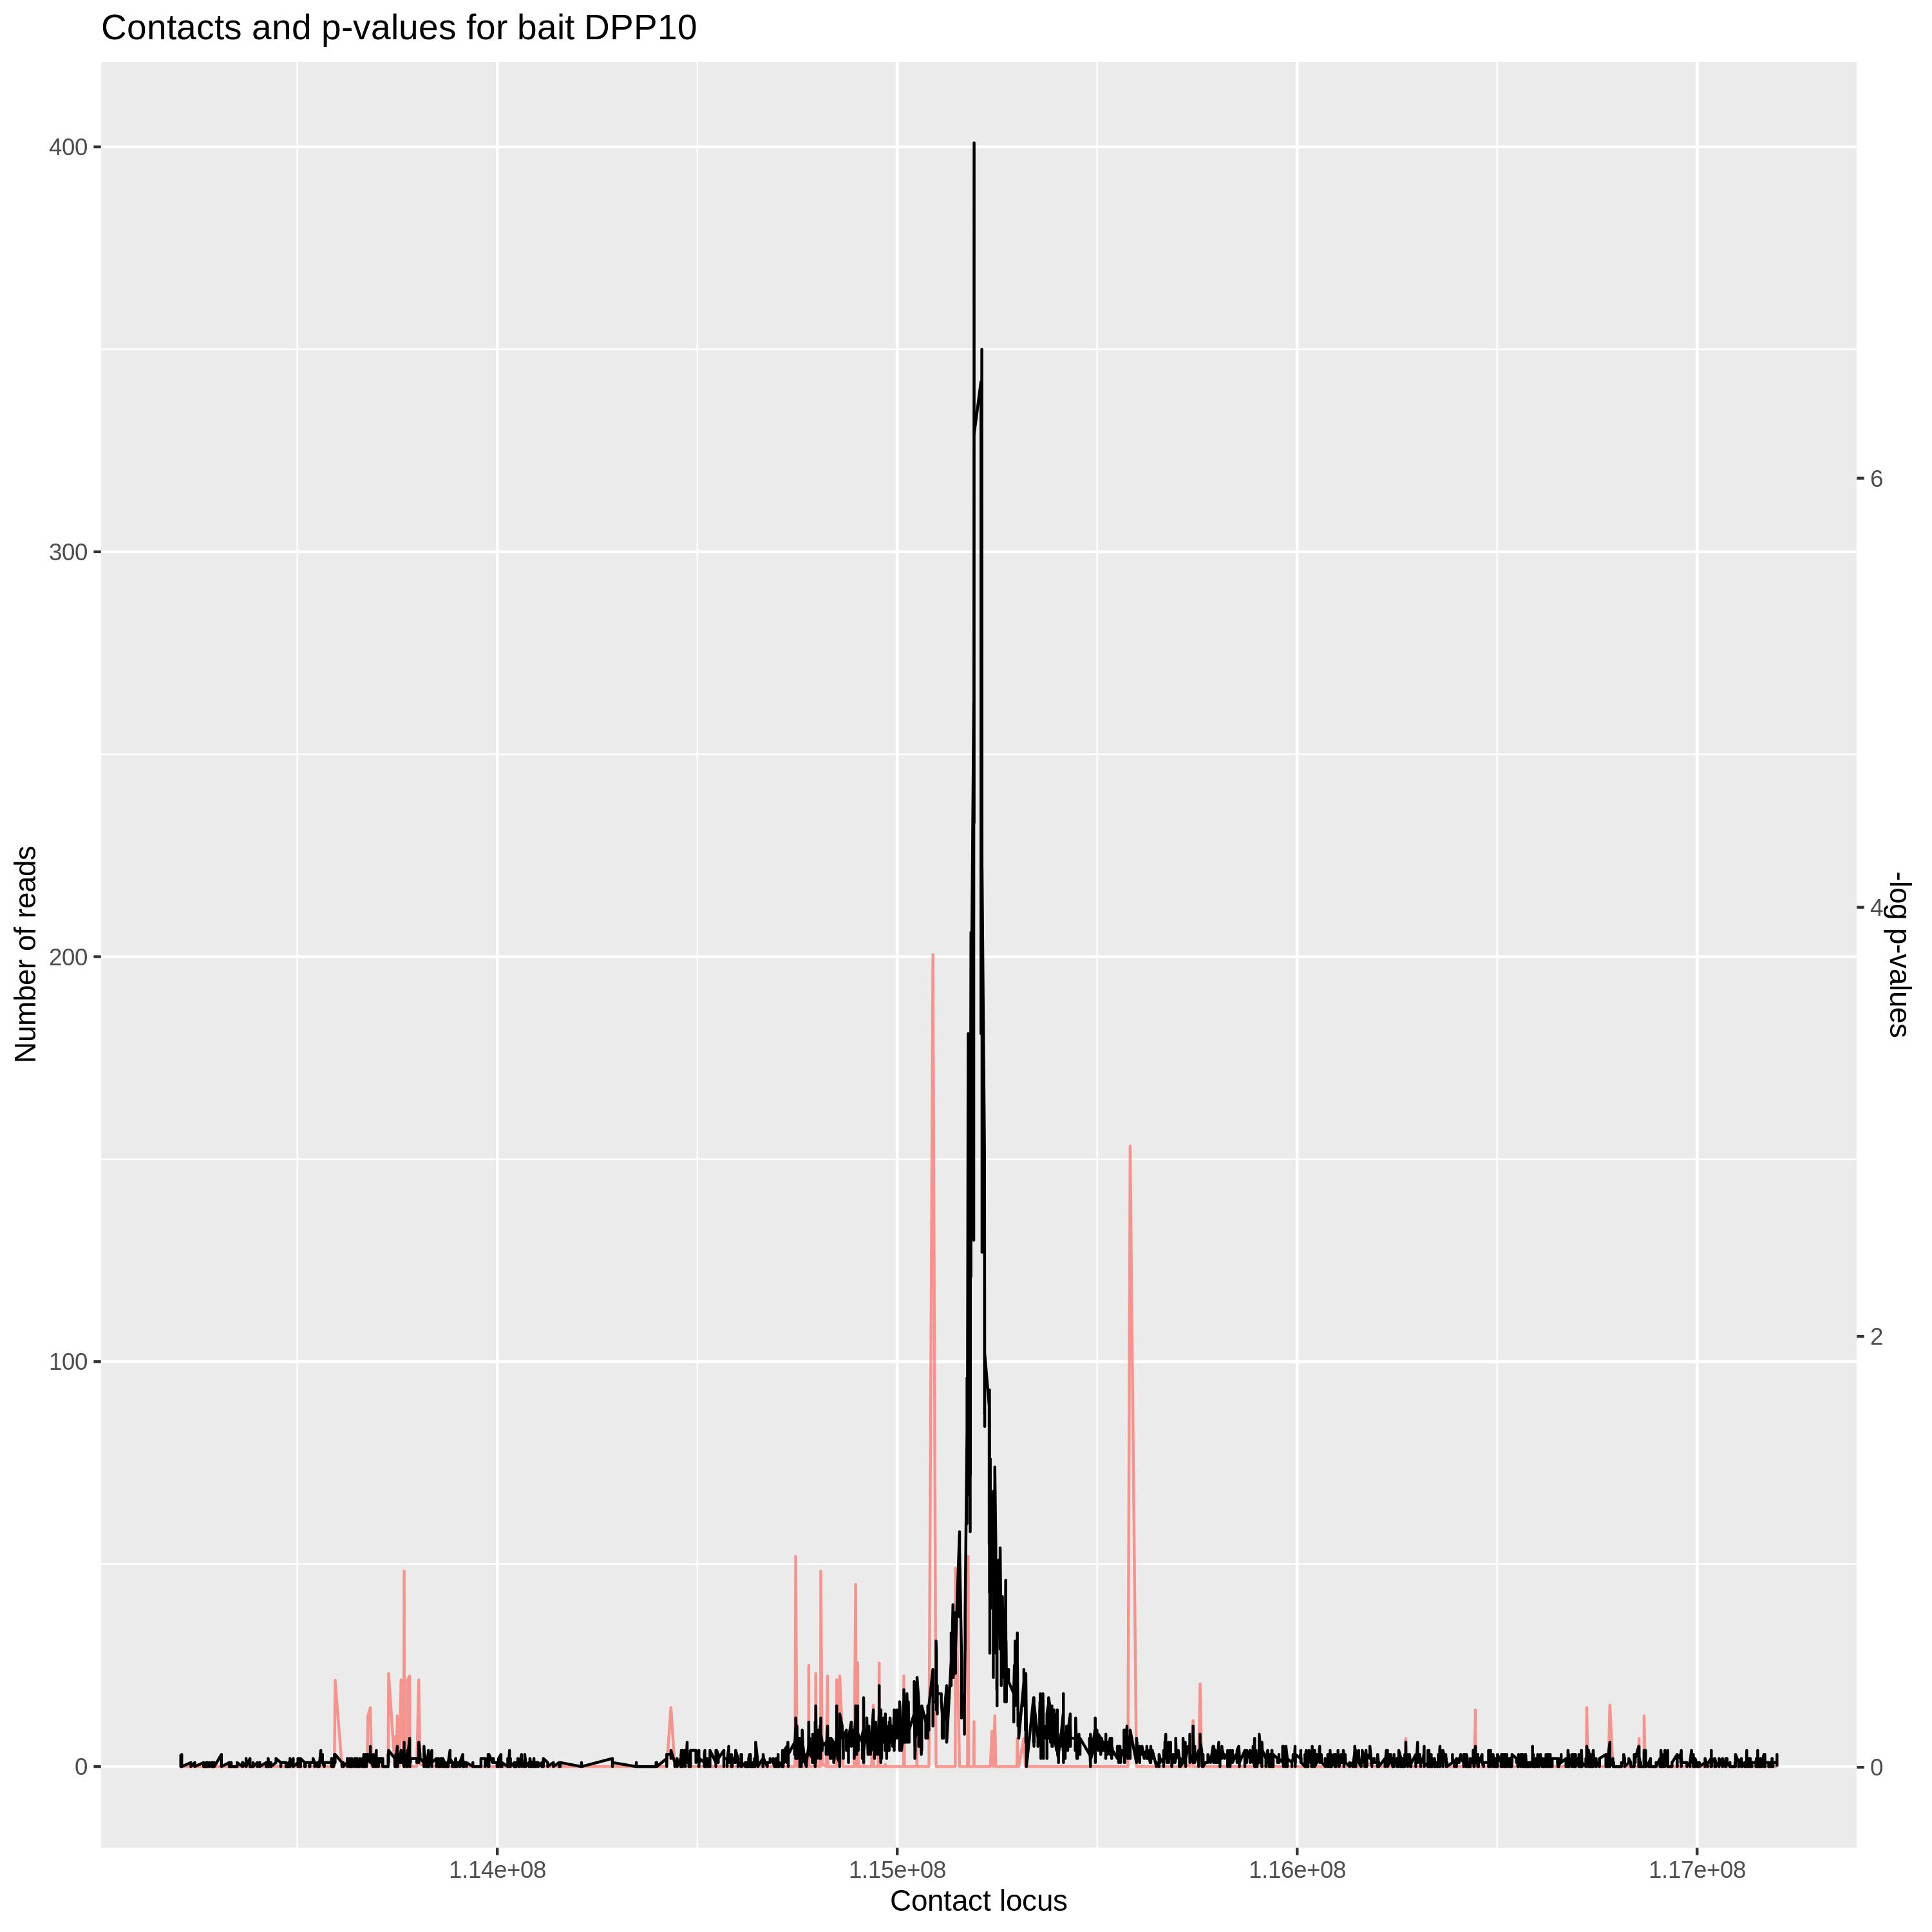 Contacts and p-values for bait DPP10
400
300
200
100
0
Number of reads
6
4
2
0
-log p-values
1.14e+08
1.15e+08
1.16e+08
1.17e+08
Contact locus